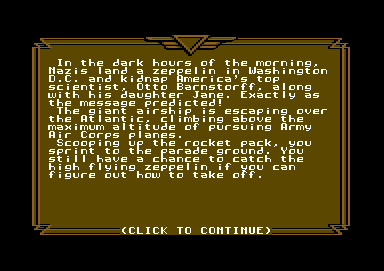 In the dark hours of the morning,
Nazis land a zeppelin in Washington
D.C. and kidnap America's top
scientist, Otto Barnstorff, along
with his daughter Jane. Exactly as
the message predicted!
The giant airship is escaping over
the Atlantic, climbing above the
maximum altitude of pursuing Army
Air Corps planes.
Scooping up the rocket pack, you
sprint to the parade ground. You
still have a chance to catch the
high flying zeppelin if you can
figure out how to take off.
(CLICK TO CONTINUE)